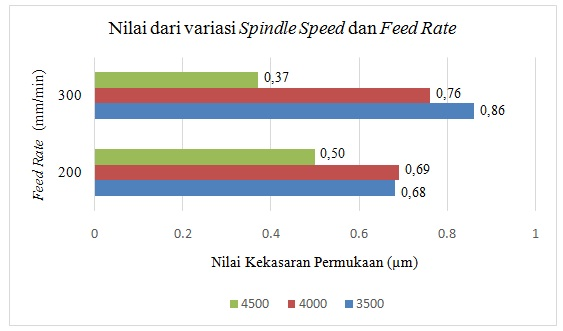 Nilai dari variasi Spindle Speed dan Feed Rate
Feed Rate (mm/min)
300
0,37
0,76
0,86
200
0,50
0,69
0,68
0 0.2 0.4 0.6 0.8 1
Nilai Kekasaran Permukaan (µm)
4500 4000 3500